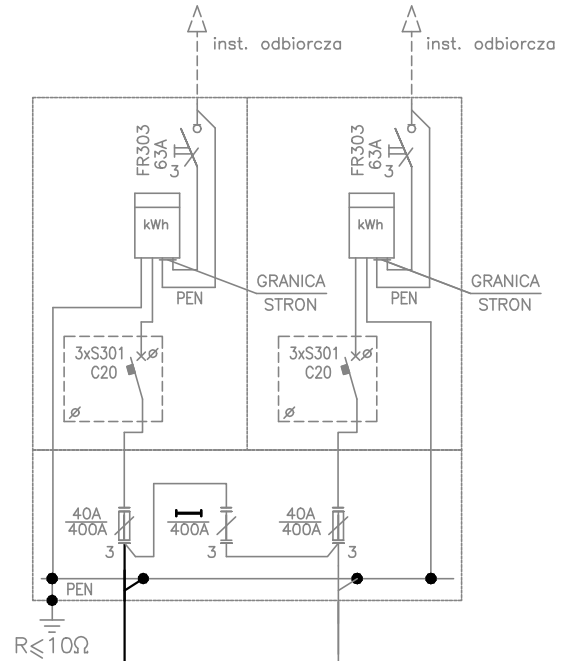 inst. odbiorcza
inst. odbiorcza
FR303
63A
3
FR303
63A
3
kWh
kWh
GRANICA
STRON
PEN
GRANICA
STRON
PEN
3xS301
C20
3xS301
C20
40A
400A
3
400A
3
40A
400A
3
PEN
R⩽10Ω